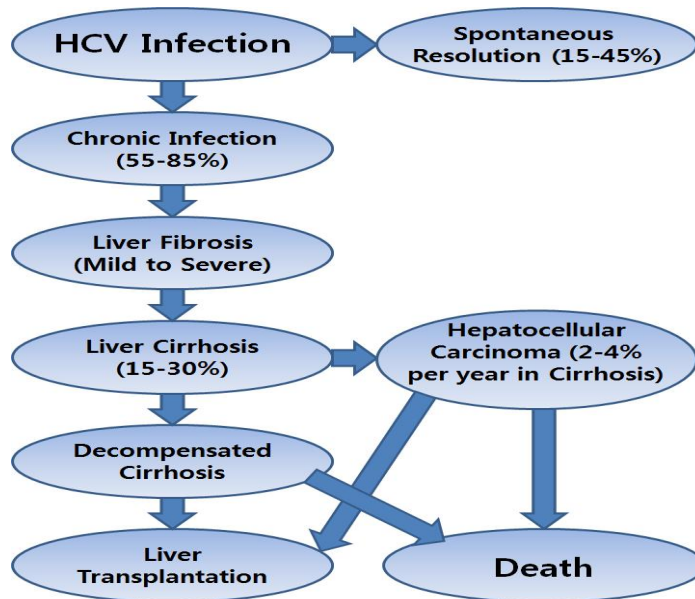 HCV Infection
Spontaneous
Resolution (15-45%)
Chronic Infection
(55-85%)
Liver Fibrosis
(Mild to Severe)
Liver Cirrhosis
(15-30%)
Hepatocellular
Carcinoma (2-4%
per year in Cirrhosis)
Decompensated
Cirrhosis
Liver
Transplantation
Death